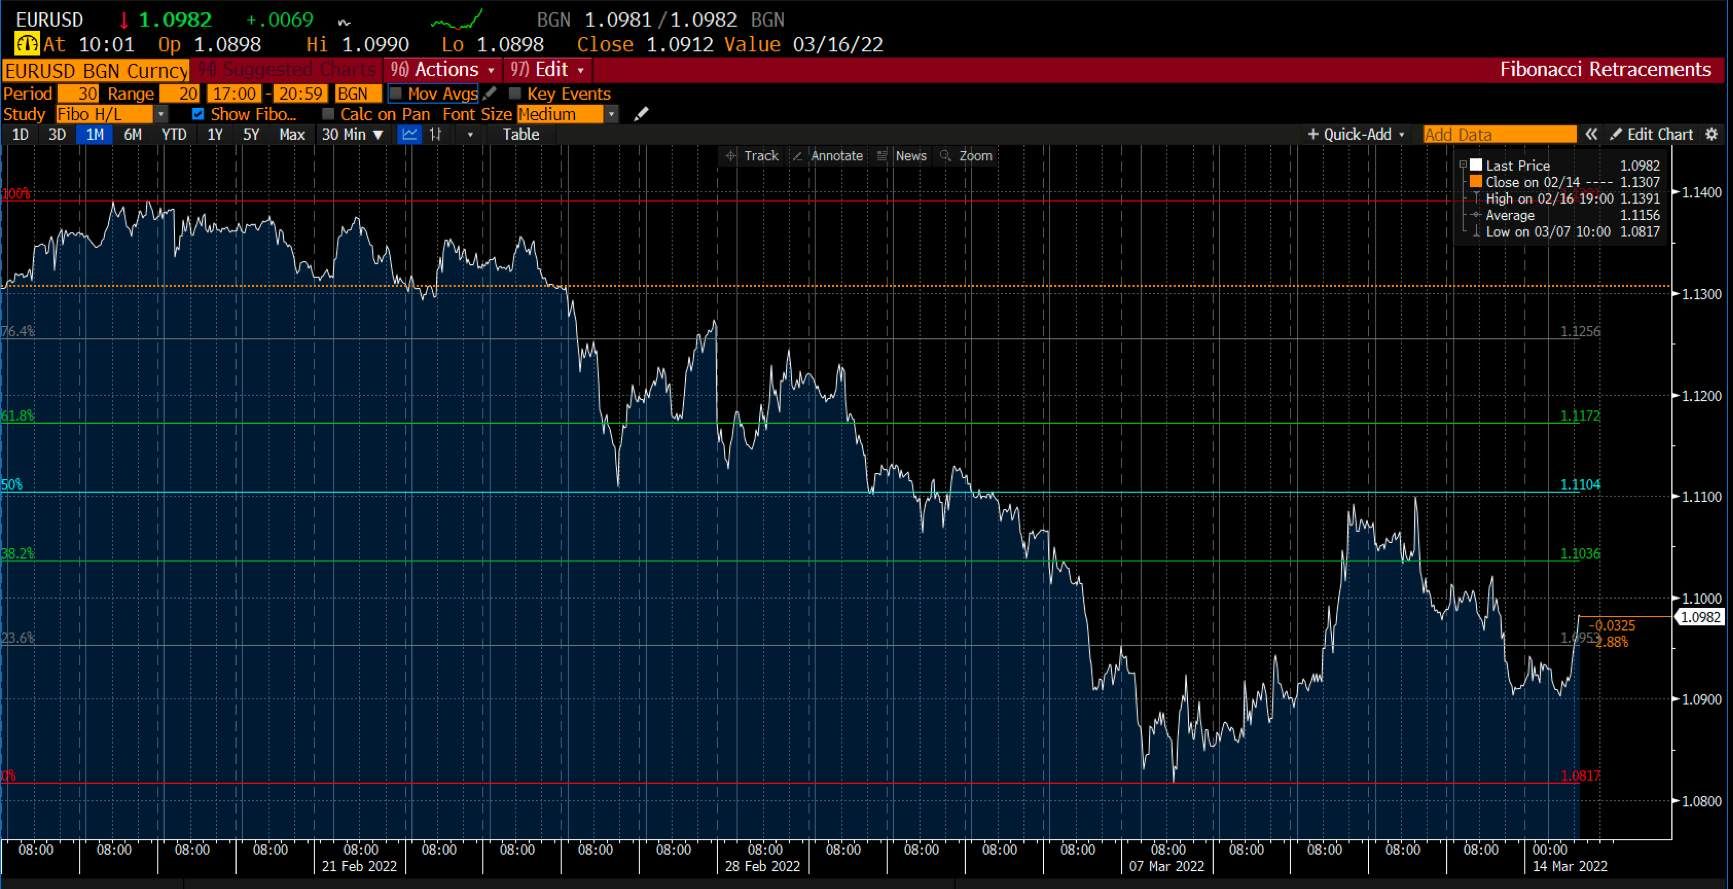 EURUSD ↓ 1.0982 +.0069 BGN 1.0981 / 1.0982 BGN
At 10:01 Op 1.0898 Hi 1.0990 Lo 1.0898 Close 1.0912 Value 03/16/22
EURUSD BGN Curncy 94) Suggested Charts 96) Actions 97) Edit Fibonacci Retracements
Period 30 Range 20 17:00 - 20:59 BGN Mov Avgs Key Events
Study Fibo H/L Show Fibo... Calc on Pan Font Size Medium
1D 3D 1M 6M YTD 1Y 5Y Max 30 Min ▼ Table + Quick-Add Add Data « Edit Chart
Track Annotate News Zoom
Last Price 1.0982
Close on 02/14 ---- 1.1307
High on 02/16 19:00 1.1391
Average 1.1156
Low on 03/07 10:00 1.0817
100%
1.1400
1.1300
76.4% 1.1256
1.1200
61.8% 1.1172
50% 1.1104
1.1100
38.2% 1.1036
1.1000
1.0982
-0.0325
23.6% 1.0953 -2.88%
1.0900
0% 1.0817
1.0800
08:00 08:00 08:00 08:00 08:00 08:00 08:00 08:00 08:00 08:00 08:00 08:00 08:00 08:00 08:00 08:00 08:00 08:00 08:00 00:00
21 Feb 2022 28 Feb 2022 07 Mar 2022 14 Mar 2022